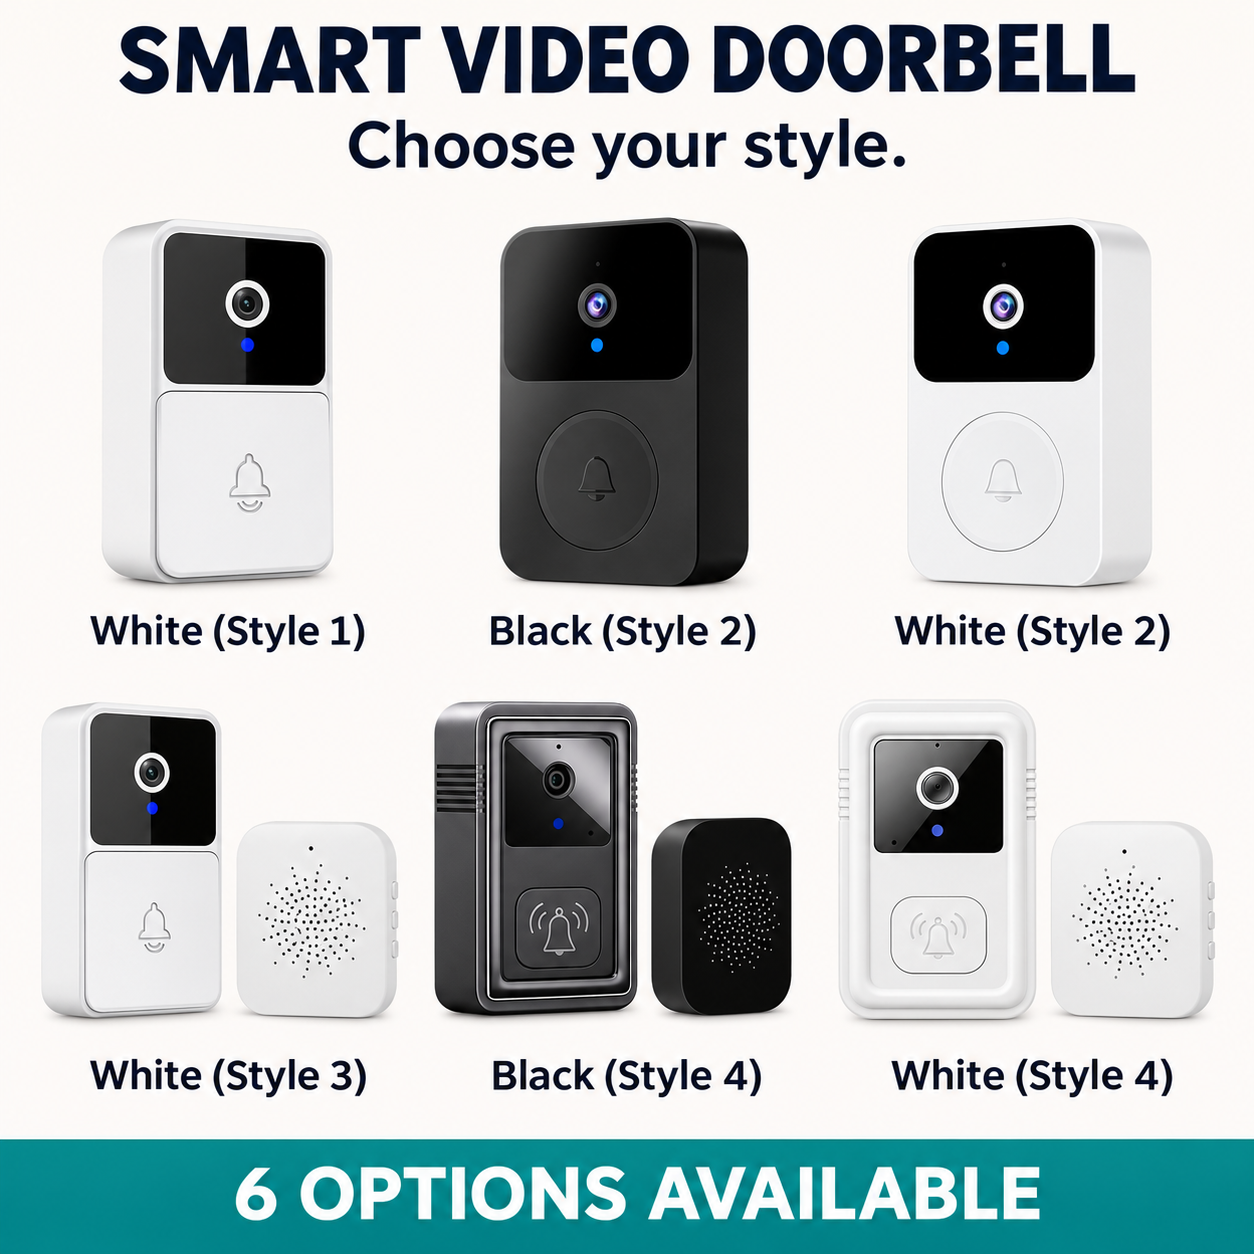 SMART VIDEO DOORBELL
Choose your style.
White (Style 1)
Black (Style 2)
White (Style 2)
White (Style 3)
Black (Style 4)
White (Style 4)
6 OPTIONS AVAILABLE